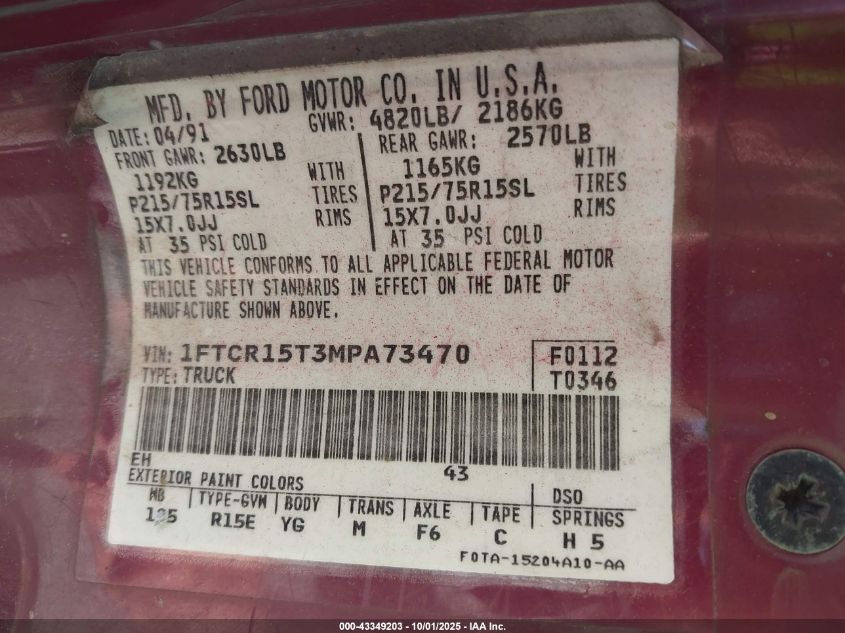 MFD. BY FORD MOTOR CO. IN U.S.A.
DATE: 04/91 GVWR: 4820LB/ 2186KG
FRONT GAWR: 2630LB REAR GAWR: 2570LB
1192KG WITH 1165KG WITH
P215/75R15SL TIRES P215/75R15SL TIRES
15X7.0JJ RIMS 15X7.0JJ RIMS
AT 35 PSI COLD AT 35 PSI COLD
THIS VEHICLE CONFORMS TO ALL APPLICABLE FEDERAL MOTOR
VEHICLE SAFETY STANDARDS IN EFFECT ON THE DATE OF
MANUFACTURE SHOWN ABOVE.
VIN: 1FTCR15T3MPA73470 F0112
TYPE: TRUCK T0346
EH 43
EXTERIOR PAINT COLORS DSO
WB TYPE-GVM BODY TRANS AXLE TAPE SPRINGS
R15E YG M F6 C H 5
F0TA-15204A10-AA
000-43349203 - 10/01/2025 - IAA Inc.